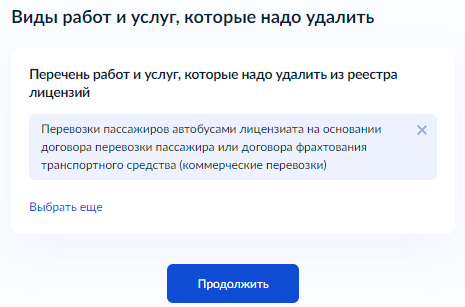 Виды работ и услуг, которые надо удалить
Перечень работ и услуг, которые надо удалить из реестра
лицензий
Перевозки пассажиров автобусами лицензиата на основании
договора перевозки пассажира или договора фрахтования
транспортного средства (коммерческие перевозки)
Выбрать еще
Продолжить